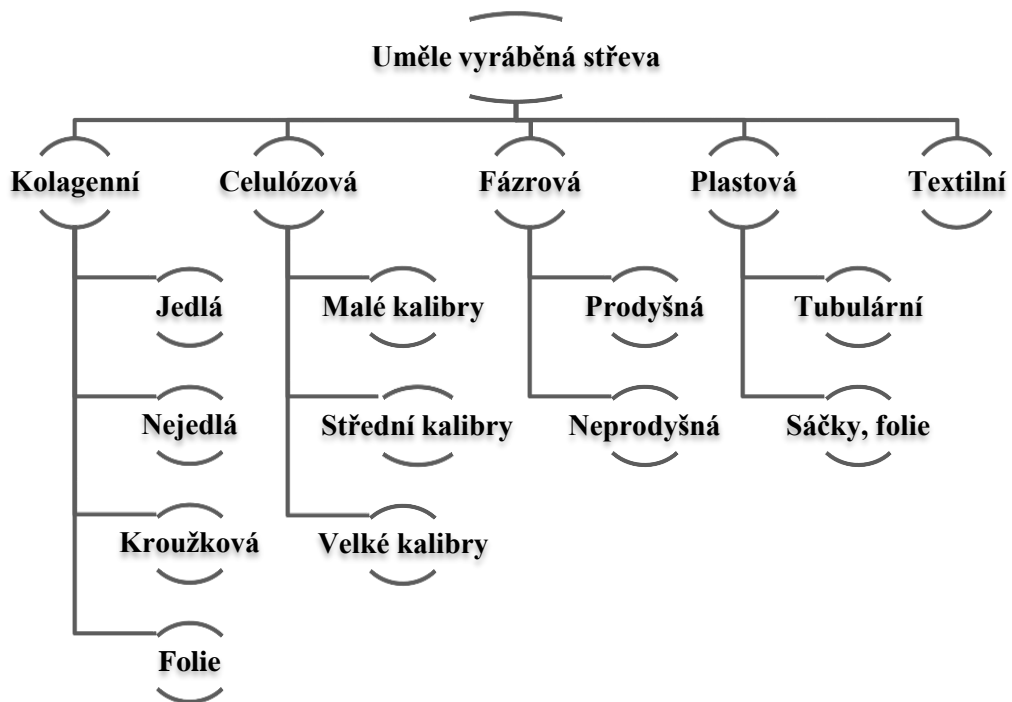 Uměle vyráběná střeva
Kolagenní
Celulózová
Fázrová
Plastová
Textilní
Jedlá
Malé kalibry
Prodyšná
Tubulární
Nejedlá
Střední kalibry
Neprodyšná
Sáčky, folie
Kroužková
Velké kalibry
Folie